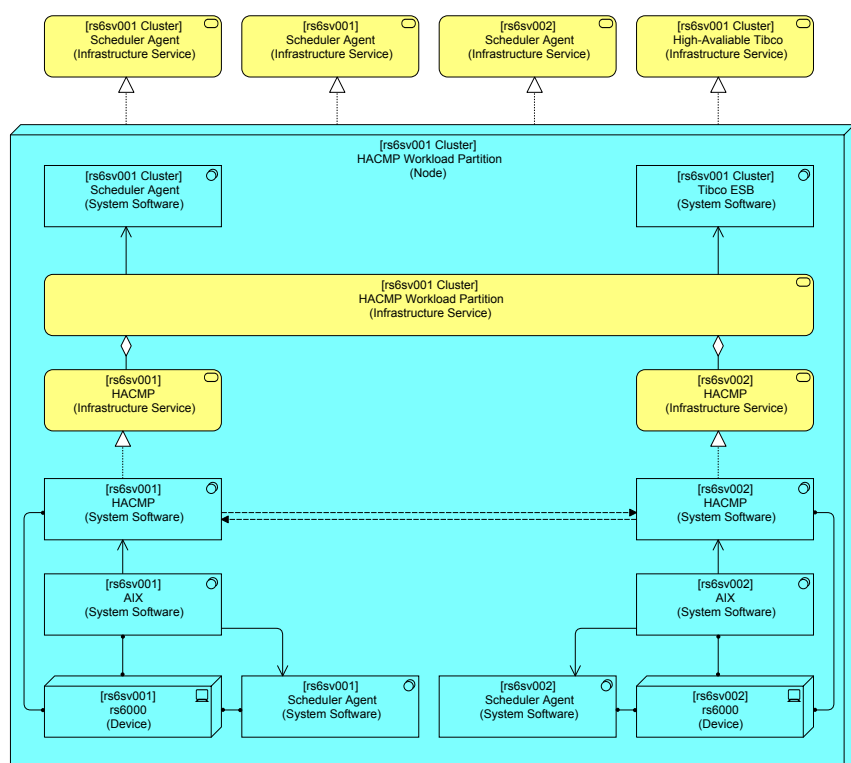 [rs6sv001 Cluster]
Scheduler Agent
(Infrastructure Service)
[rs6sv001]
Scheduler Agent
(Infrastructure Service)
[rs6sv002]
Scheduler Agent
(Infrastructure Service)
[rs6sv001 Cluster]
High-Avaliable Tibco
(Infrastructure Service)
[rs6sv001 Cluster]
HACMP Workload Partition
(Node)
[rs6sv001 Cluster]
Scheduler Agent
(System Software)
[rs6sv001 Cluster]
Tibco ESB
(System Software)
[rs6sv001 Cluster]
HACMP Workload Partition
(Infrastructure Service)
[rs6sv001]
HACMP
(Infrastructure Service)
[rs6sv002]
HACMP
(Infrastructure Service)
[rs6sv001]
HACMP
(System Software)
[rs6sv002]
HACMP
(System Software)
[rs6sv001]
AIX
(System Software)
[rs6sv002]
AIX
(System Software)
[rs6sv001]
rs6000
(Device)
[rs6sv001]
Scheduler Agent
(System Software)
[rs6sv002]
Scheduler Agent
(System Software)
[rs6sv002]
rs6000
(Device)